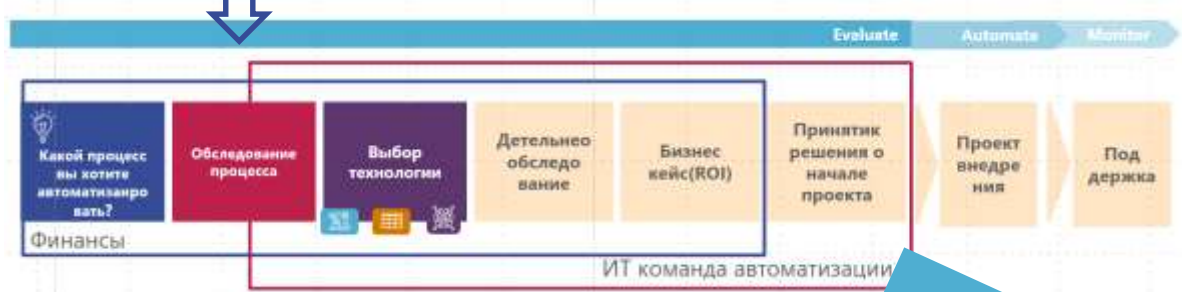 Evaluate
Automate
Monitor
Какой процесс
вы хотите
автоматизанро
вать?
Обследование
процесса
Выбор
технологии
Детельнео
обследо
вание
Бизнес
кейс(ROI)
Принятик
решения о
начале
проекта
Проект
внедре
ния
Под
держка
Финансы
ИТ команда автоматизации